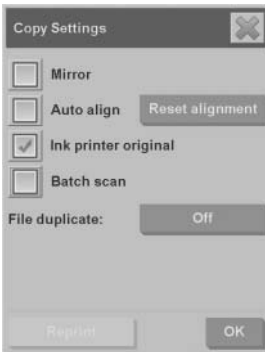 Copy Settings
Mirror
Auto align Reset alignment
Ink printer original
Batch scan
File duplicate: Off
Reprint OK